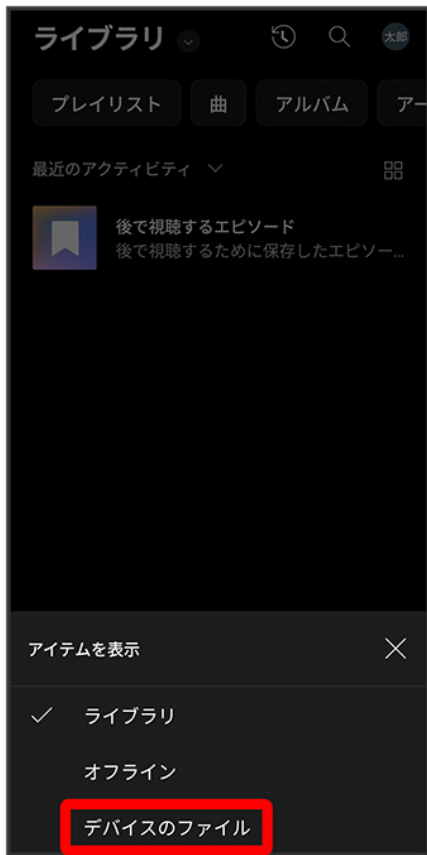 ライブラリ
太郎
プレイリスト
曲
アルバム
アー
最近のアクティビティ
後で視聴するエピソード
後で視聴するために保存したエピソー...
アイテムを表示
ライブラリ
オフライン
デバイスのファイル